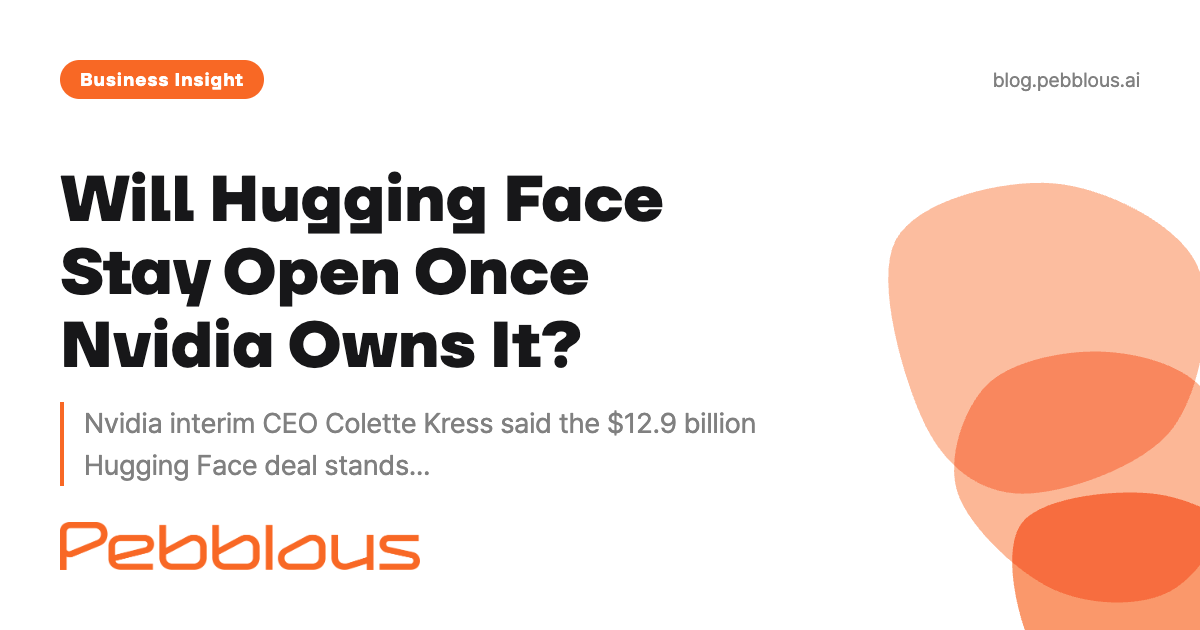 Business Insight
blog.pebblous.ai
Will Hugging Face
Stay Open Once
Nvidia Owns It?
Nvidia interim CEO Colette Kress said the $12.9 billion
Hugging Face deal stands...
Pebblous